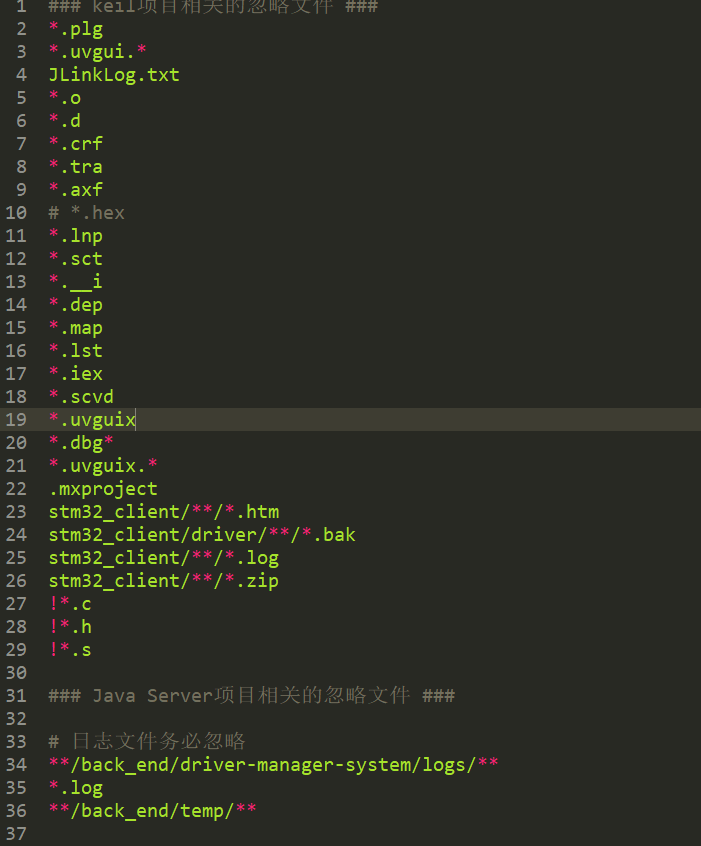 1 ### keil项目相关的忽略文件 ###
2 *.plg
3 *.uvgui.*
4 JLinkLog.txt
5 *.o
6 *.d
7 *.crf
8 *.tra
9 *.axf
10 # *.hex
11 *.lnp
12 *.sct
13 *.__i
14 *.dep
15 *.map
16 *.lst
17 *.iex
18 *.scvd
19 *.uvguix
20 *.dbg*
21 *.uvguix.*
22 .mxproject
23 stm32_client/**/*.htm
24 stm32_client/driver/**/*.bak
25 stm32_client/**/*.log
26 stm32_client/**/*.zip
27 !*.c
28 !*.h
29 !*.s
30
31 ### Java Server项目相关的忽略文件 ###
32
33 # 日志文件务必忽略
34 **/back_end/driver-manager-system/logs/**
35 *.log
36 **/back_end/temp/**
37